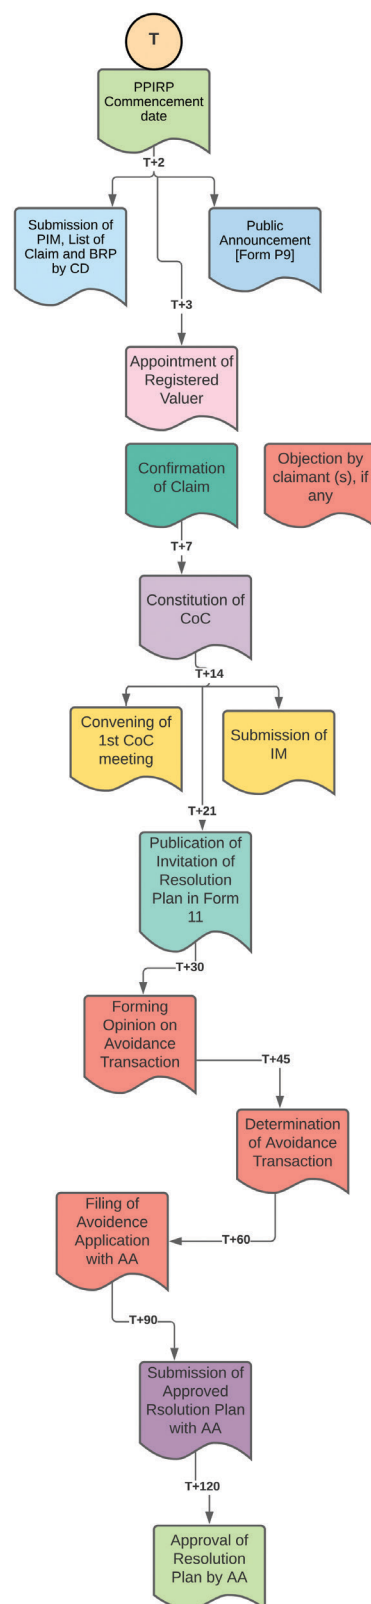 T
PPIRP
Commencement
date
T+2
Submission of
PIM, List of
Claim and BRP
by CD
Public
Announcement
[Form P9]
T+3
Appointment of
Registered
Valuer
Confirmation
of Claim
Objection by
claimant (s), if
any
T+7
Constitution of
CoC
T+14
Convening of
1st CoC
meeting
Submission of
IM
T+21
Publication of
Invitation of
Resolution
Plan in Form
11
T+30
Forming
Opinion on
Avoidance
Transaction
T+45
Determination
of Avoidance
Transaction
Filing of
Avoidence
Application
with AA
T+60
T+90
Submission of
Approved
Rsolution Plan
with AA
T+120
Approval of
Resolution
Plan by AA